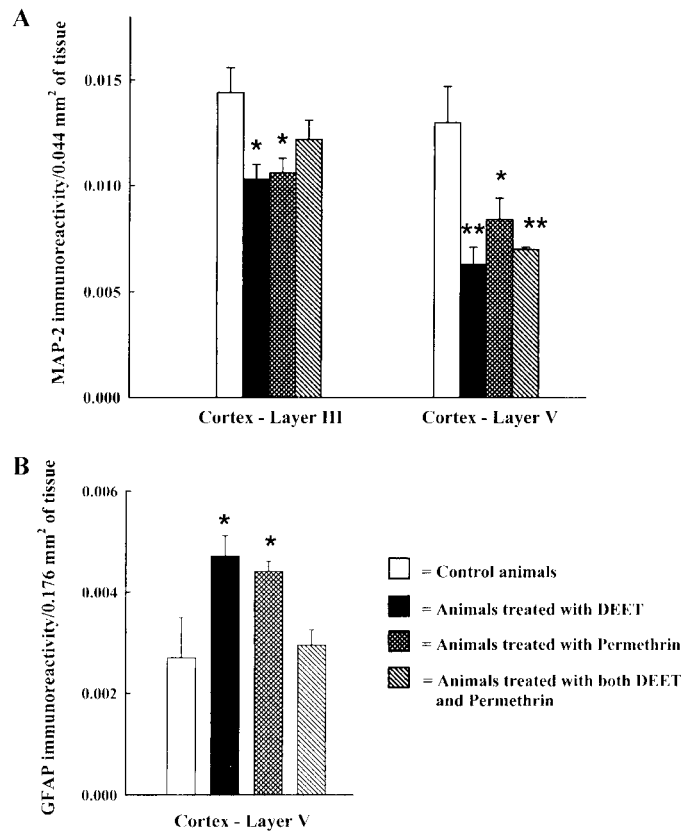 A
MAP-2 immunoreactivity/0.044 mm² of tissue
0.015
0.010
0.005
0.000
* *
** * **
Cortex - Layer III Cortex - Layer V
B
GFAP immunoreactivity/0.176 mm² of tissue
0.006
0.004
0.002
0.000
* *
Cortex - Layer V
= Control animals
= Animals treated with DEET
= Animals treated with Permethrin
= Animals treated with both DEET
and Permethrin